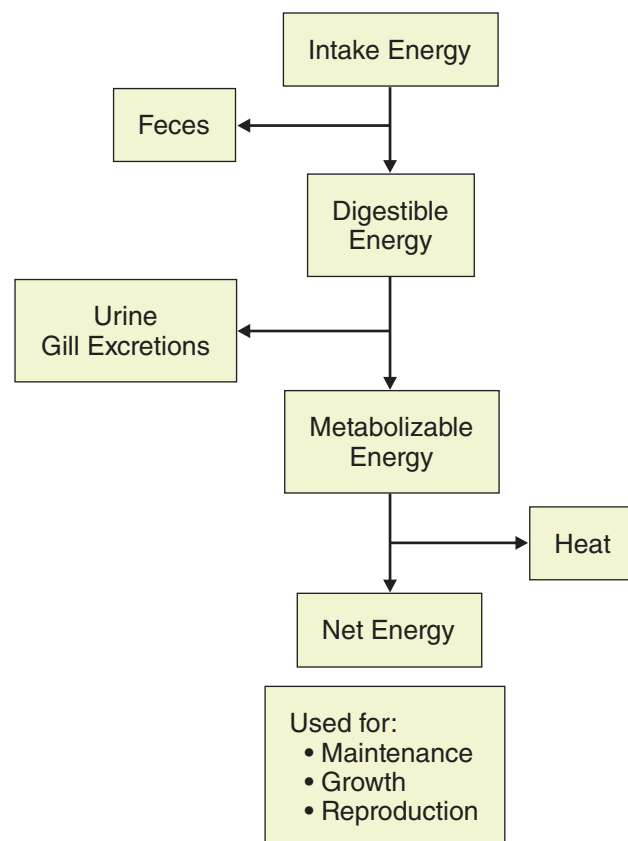 Intake Energy
Feces
Digestible
Energy
Urine
Gill Excretions
Metabolizable
Energy
Heat
Net Energy
Used for:
• Maintenance
• Growth
• Reproduction